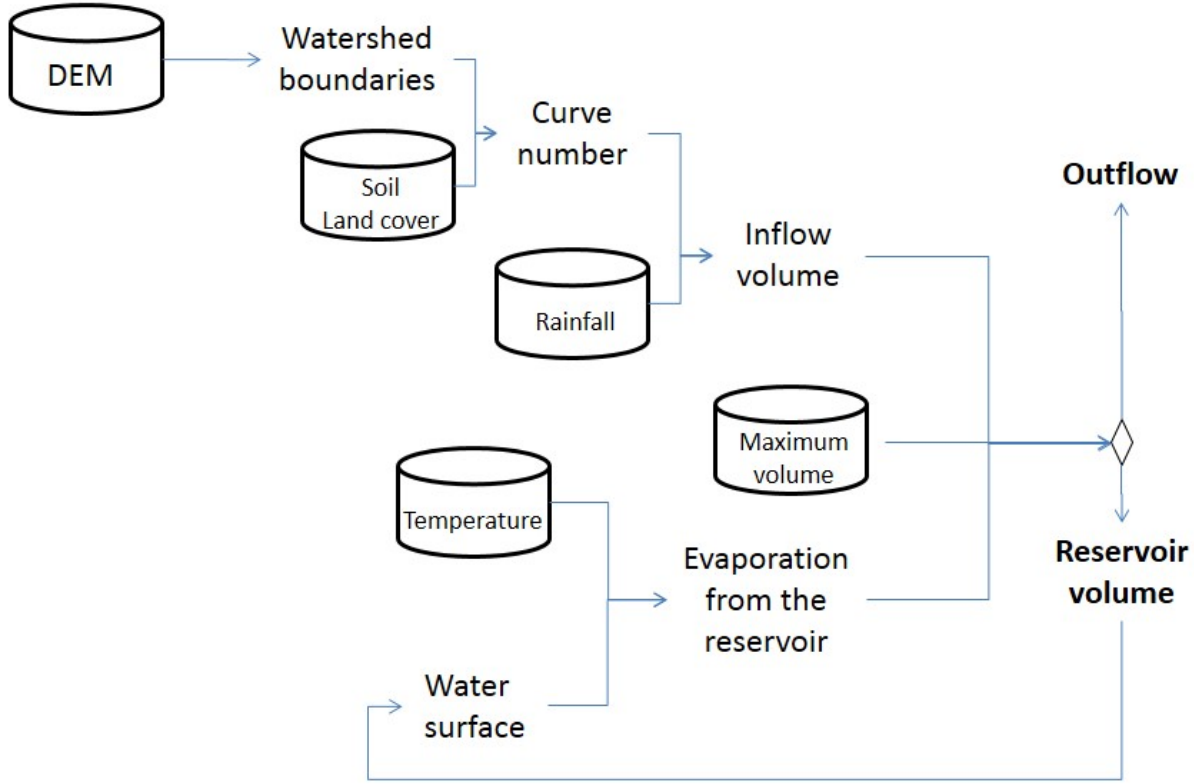 DEM
Watershed
boundaries
Soil
Land cover
Curve
number
Rainfall
Inflow
volume
Outflow
Maximum
volume
Temperature
Evaporation
from the
reservoir
Reservoir
volume
Water
surface